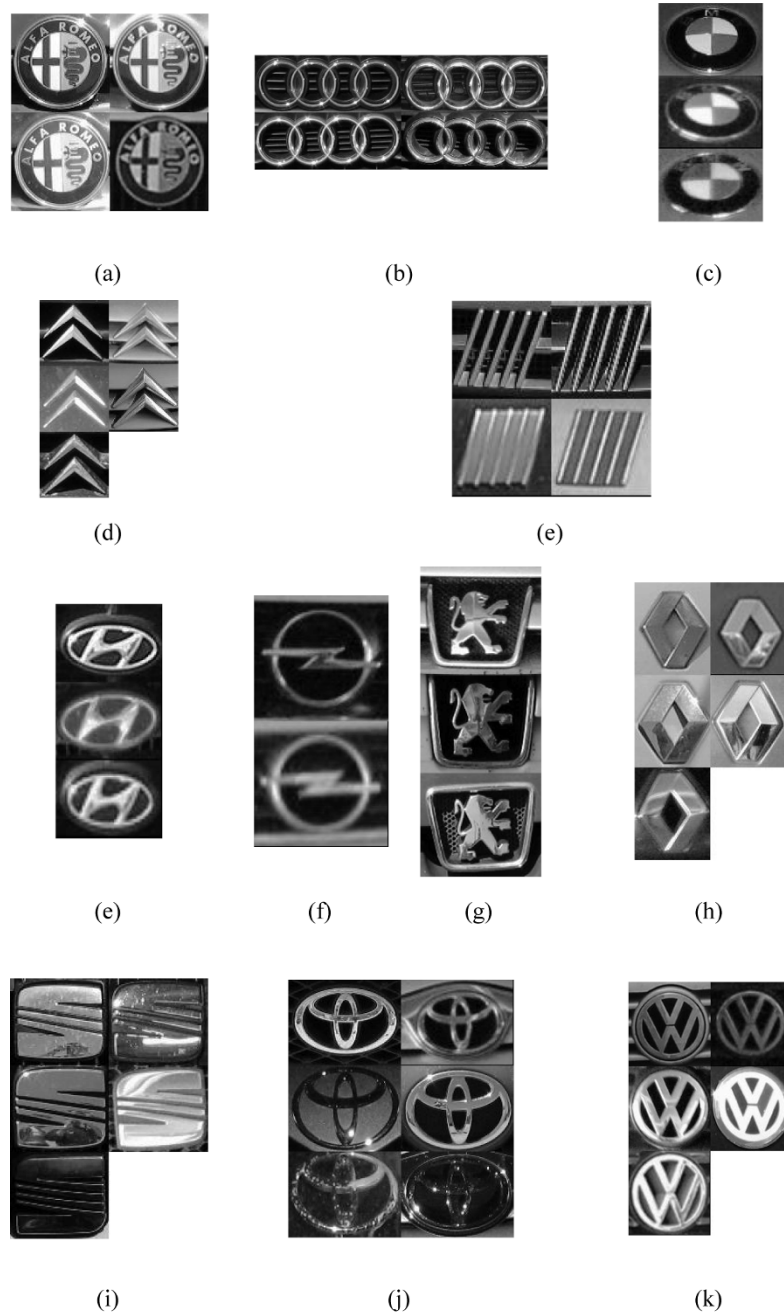 ALFA ROMEO ALFA ROMEO
ALFA ROMEO ALFA ROMEO
(a) (b) (c)
(d) (e)
(e) (f) (g) (h)
(i) (j) (k)